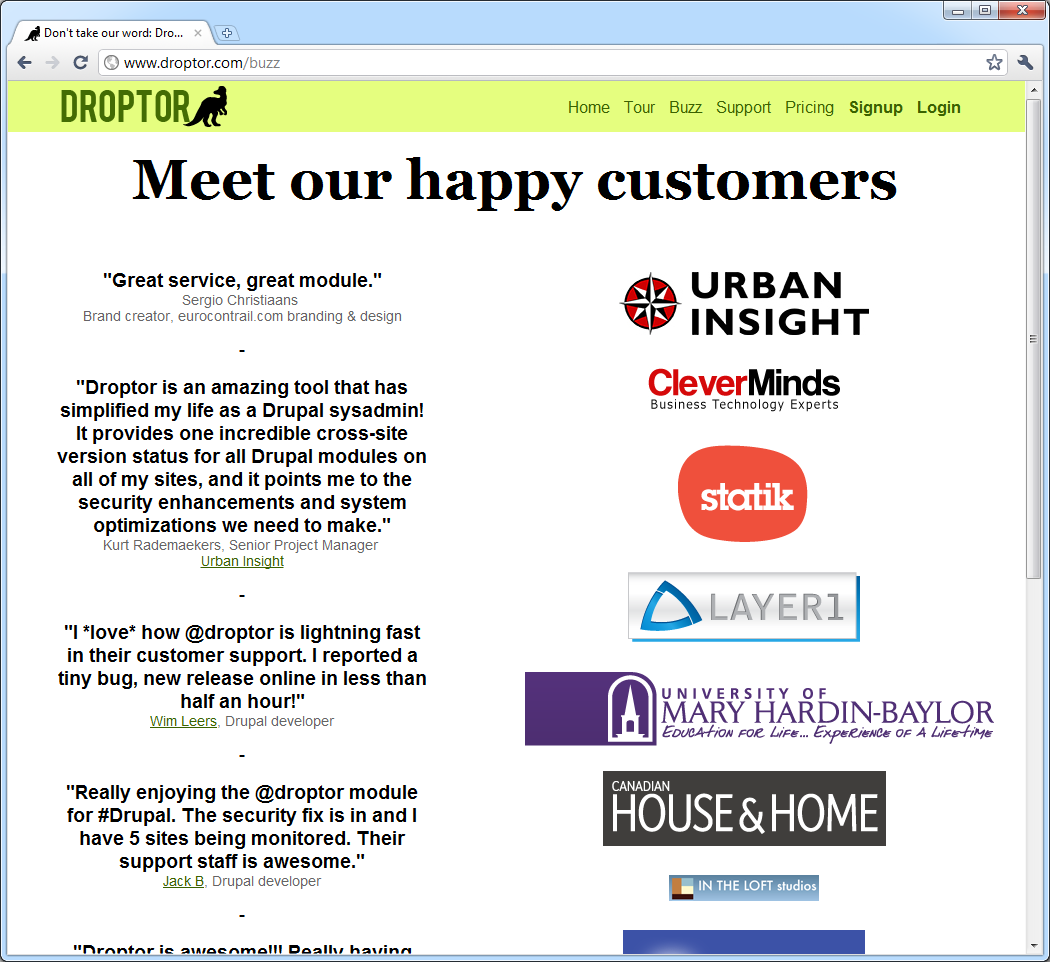 Don't take our word: Dro...
www.droptor.com/buzz
DROPTOR
Home Tour Buzz Support Pricing Signup Login
Meet our happy customers
"Great service, great module."
Sergio Christiaans
Brand creator, eurocontrail.com branding & design
-
"Droptor is an amazing tool that has
simplified my life as a Drupal sysadmin!
It provides one incredible cross-site
version status for all Drupal modules on
all of my sites, and it points me to the
security enhancements and system
optimizations we need to make."
Kurt Rademaekers, Senior Project Manager
Urban Insight
-
"I *love* how @droptor is lightning fast
in their customer support. I reported a
tiny bug, new release online in less than
half an hour!"
Wim Leers, Drupal developer
-
"Really enjoying the @droptor module
for #Drupal. The security fix is in and I
have 5 sites being monitored. Their
support staff is awesome."
Jack B, Drupal developer
-
"Droptor is awesome!!! Really having
URBAN
INSIGHT
CleverMinds
Business Technology Experts
statik
LAYER1
UNIVERSITY OF
MARY HARDIN-BAYLOR
EDUCATION FOR LIFE... EXPERIENCE OF A LIFETIME
CANADIAN
HOUSE & HOME
IN THE LOFT studios